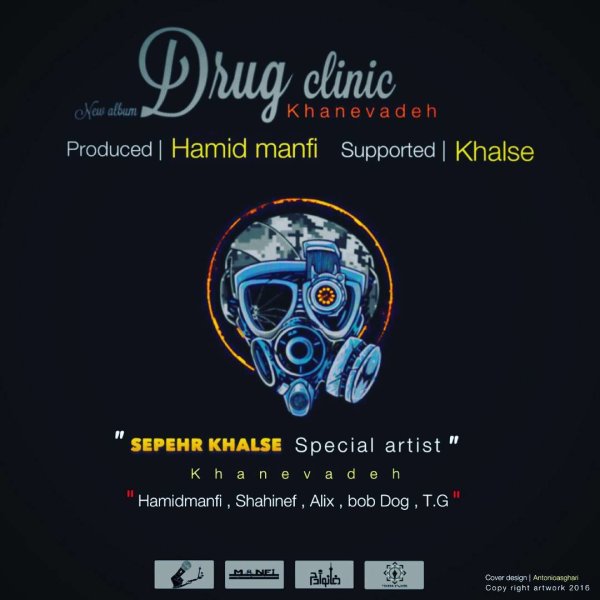 Drug clinic
New album Khanevadeh
Produced | Hamid manfi Supported | Khalse
" SEPEHR KHALSE Special artist "
Khanevadeh
" Hamidmanfi , Shahinef , Alix , bob Dog , T.G "
Cover design | Antonioasghari
Copy right artwork 2016